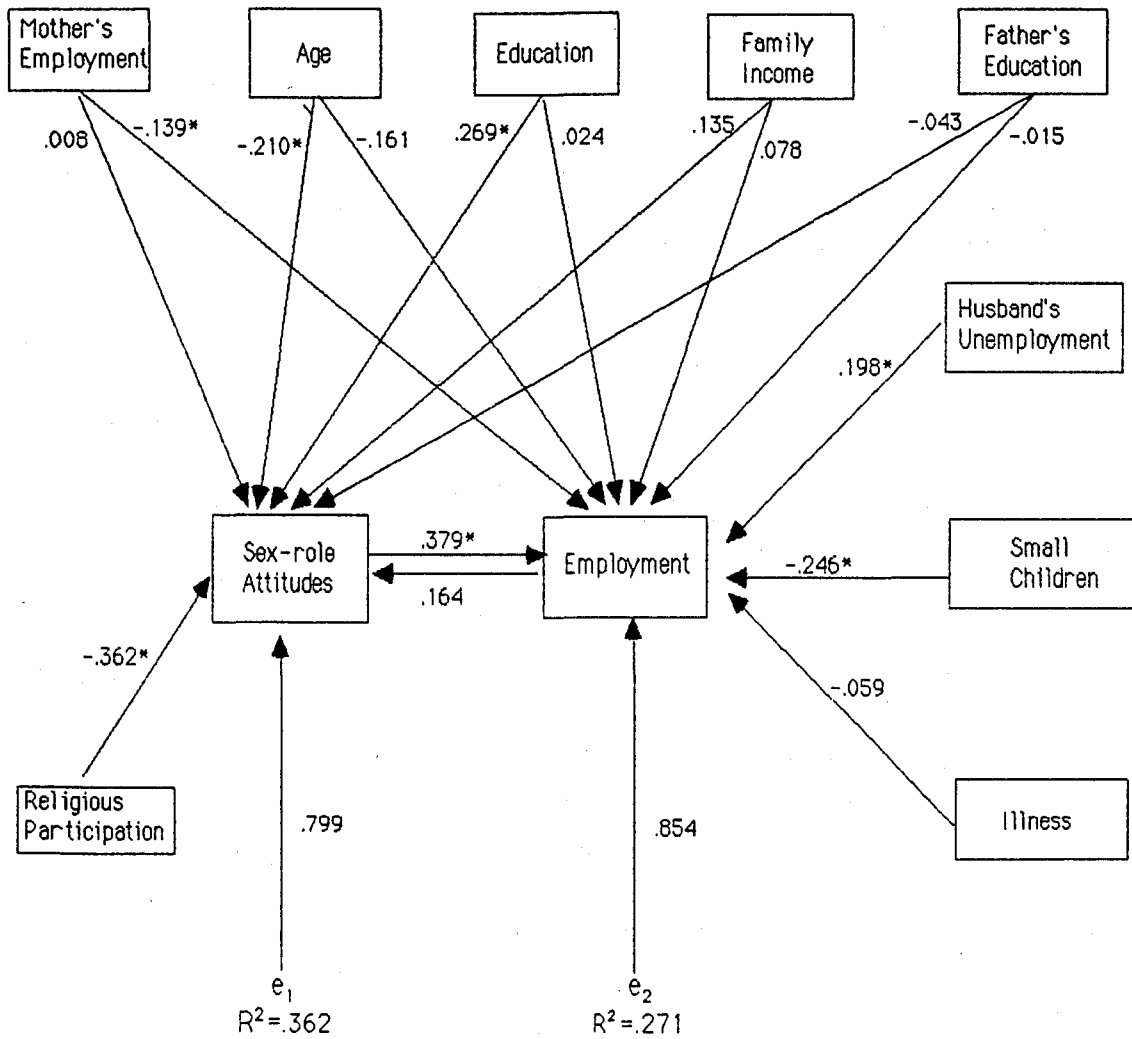 Mother's
Employment
Age
Education
Family
Income
Father's
Education
.008
-.139*
-.210*
-.161
.269*
.024
.135
.078
-.043
-.015
Husband's
Unemployment
.198*
Sex-role
Attitudes
.379*
.164
Employment
-.246*
Small
Children
-.362*
-.059
Religious
Participation
.799
.854
Illness
e₁
R²=.362
e₂
R²=.271